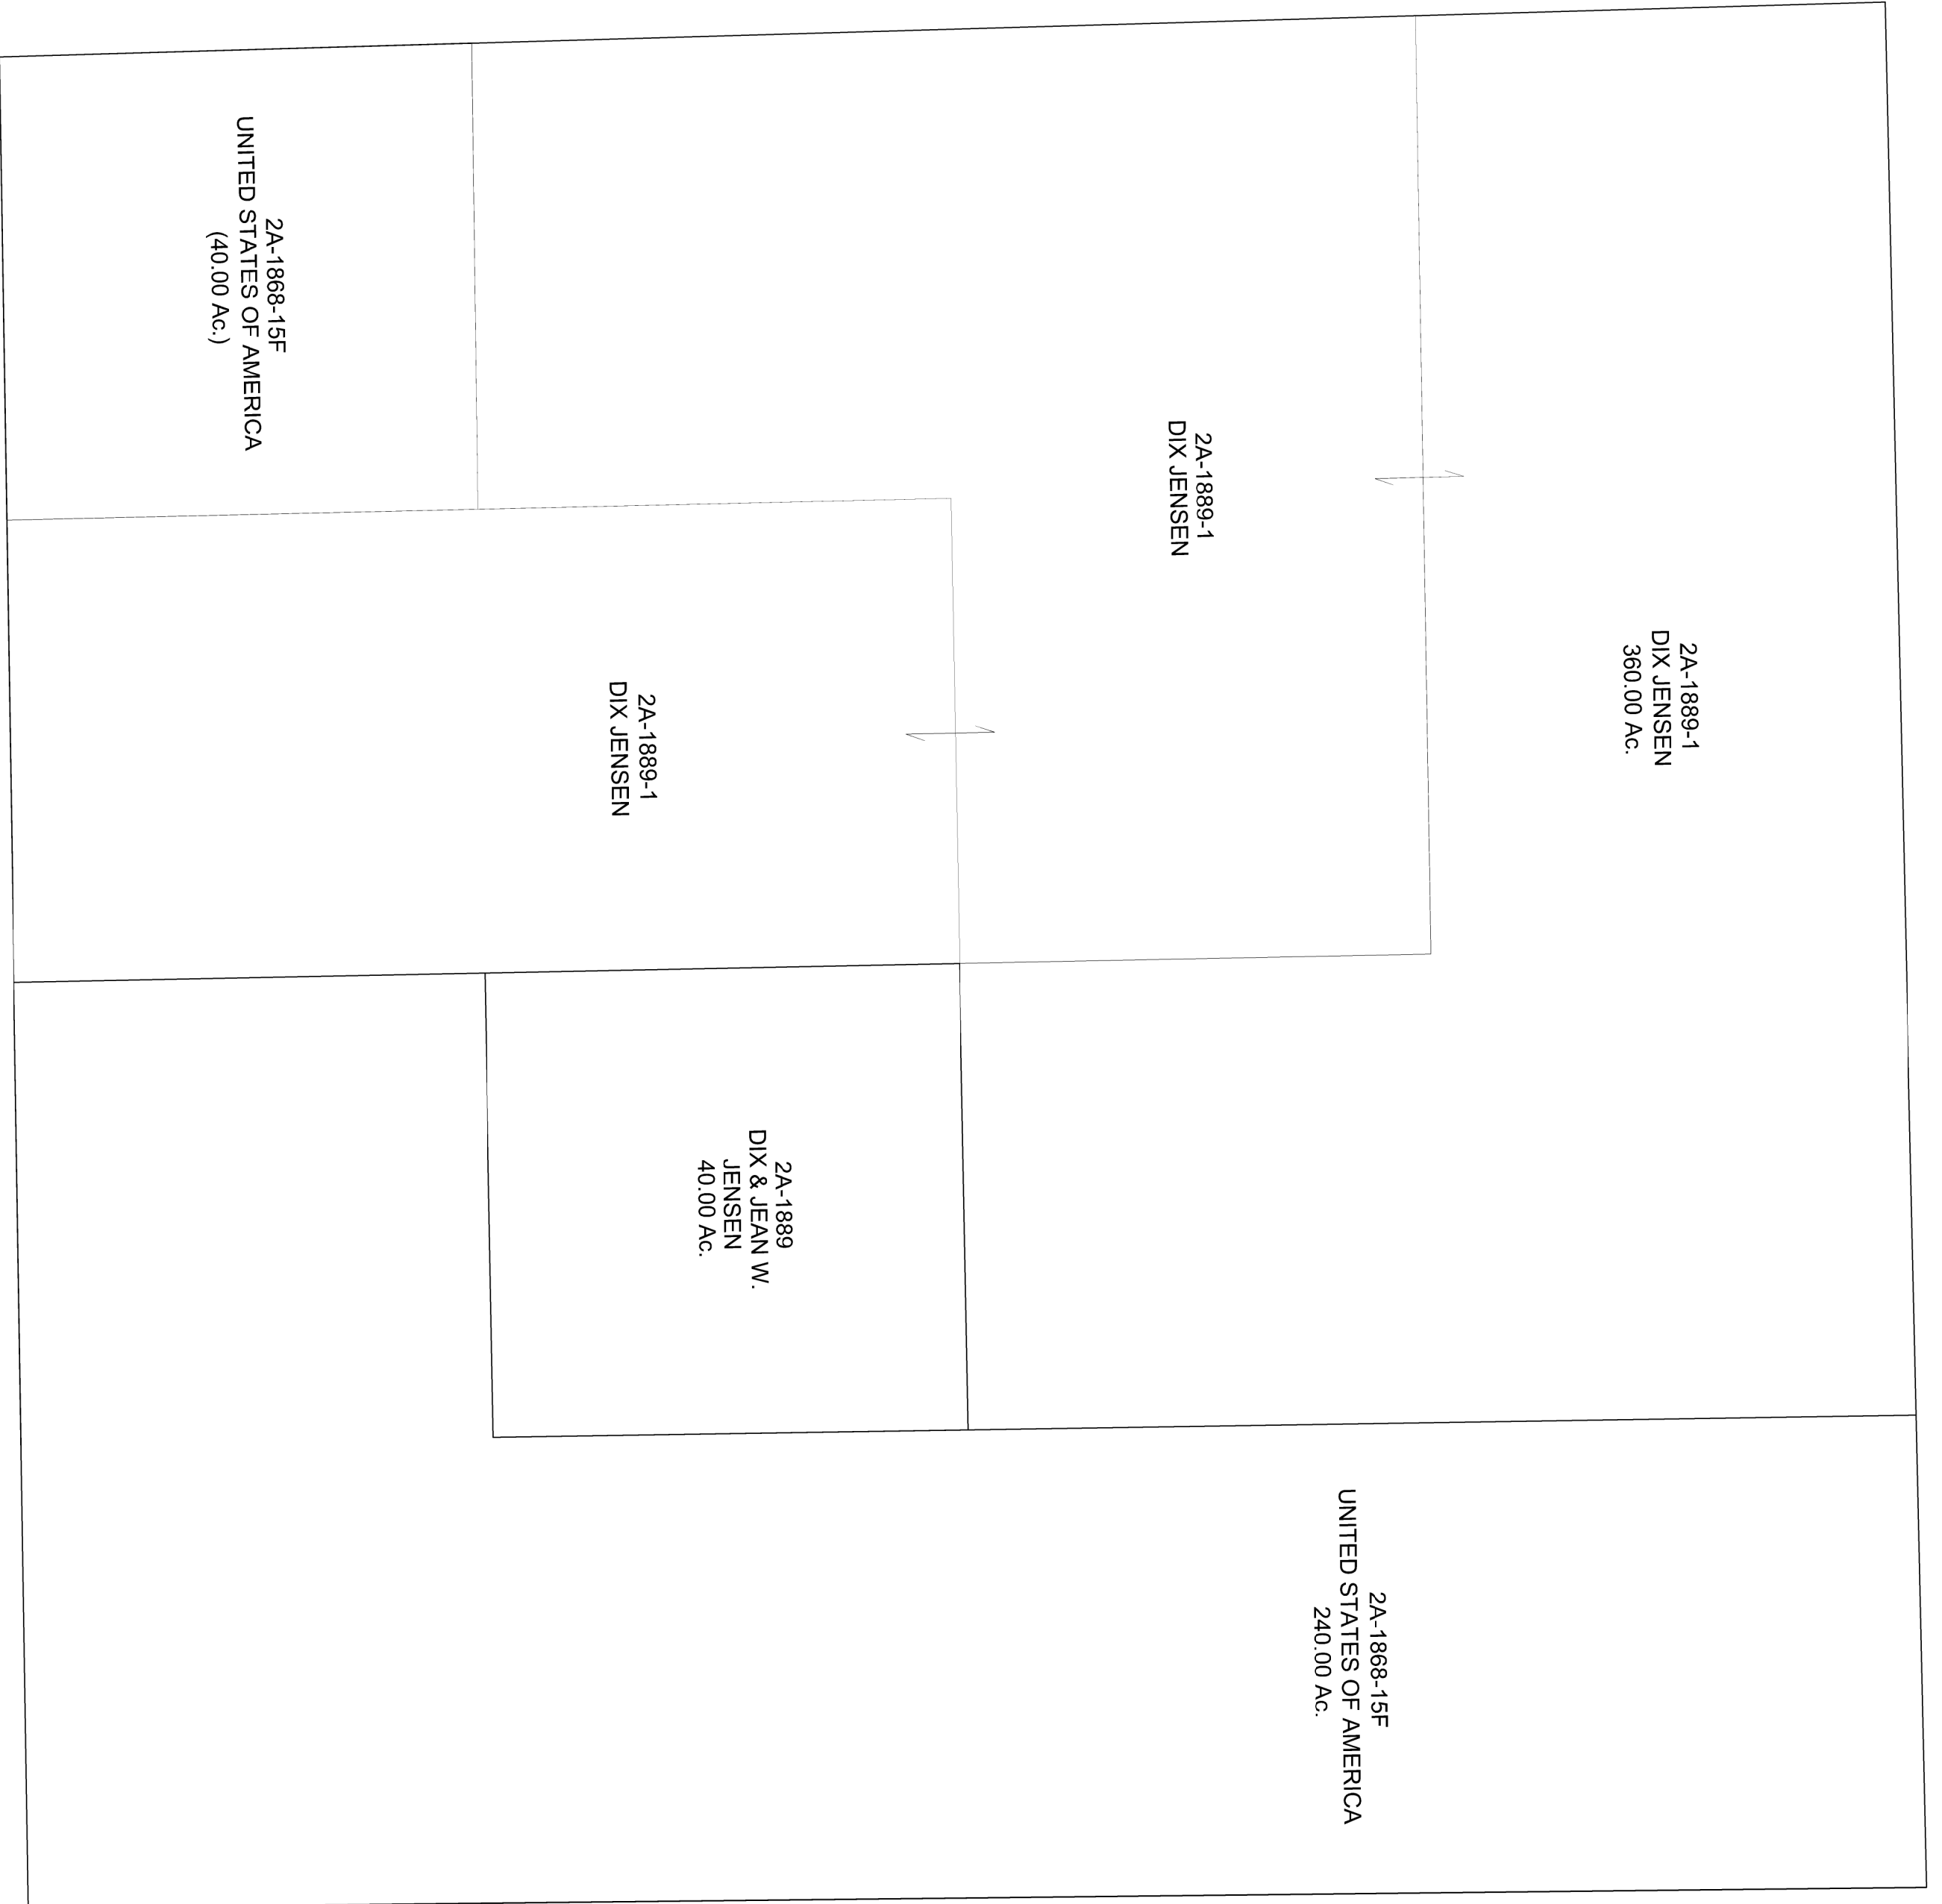 2A-1889-1
DIX JENSEN
360.00 Ac.
2A-1889-1
DIX JENSEN
2A-1868-15F
UNITED STATES OF AMERICA
(40.00 Ac.)
2A-1889-1
DIX JENSEN
2A-1889
DIX & JEAN W.
JENSEN
40.00 Ac.
2A-1868-15F
UNITED STATES OF AMERICA
240.00 Ac.